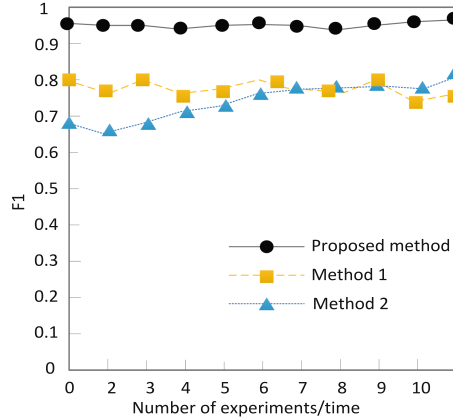 1
0.9
0.8
0.7
0.6
0.5
0.4
0.3
0.2
0.1
0
F1
Proposed method
Method 1
Method 2
0 2 3 4 5 6 7 8 9 10
Number of experiments/time